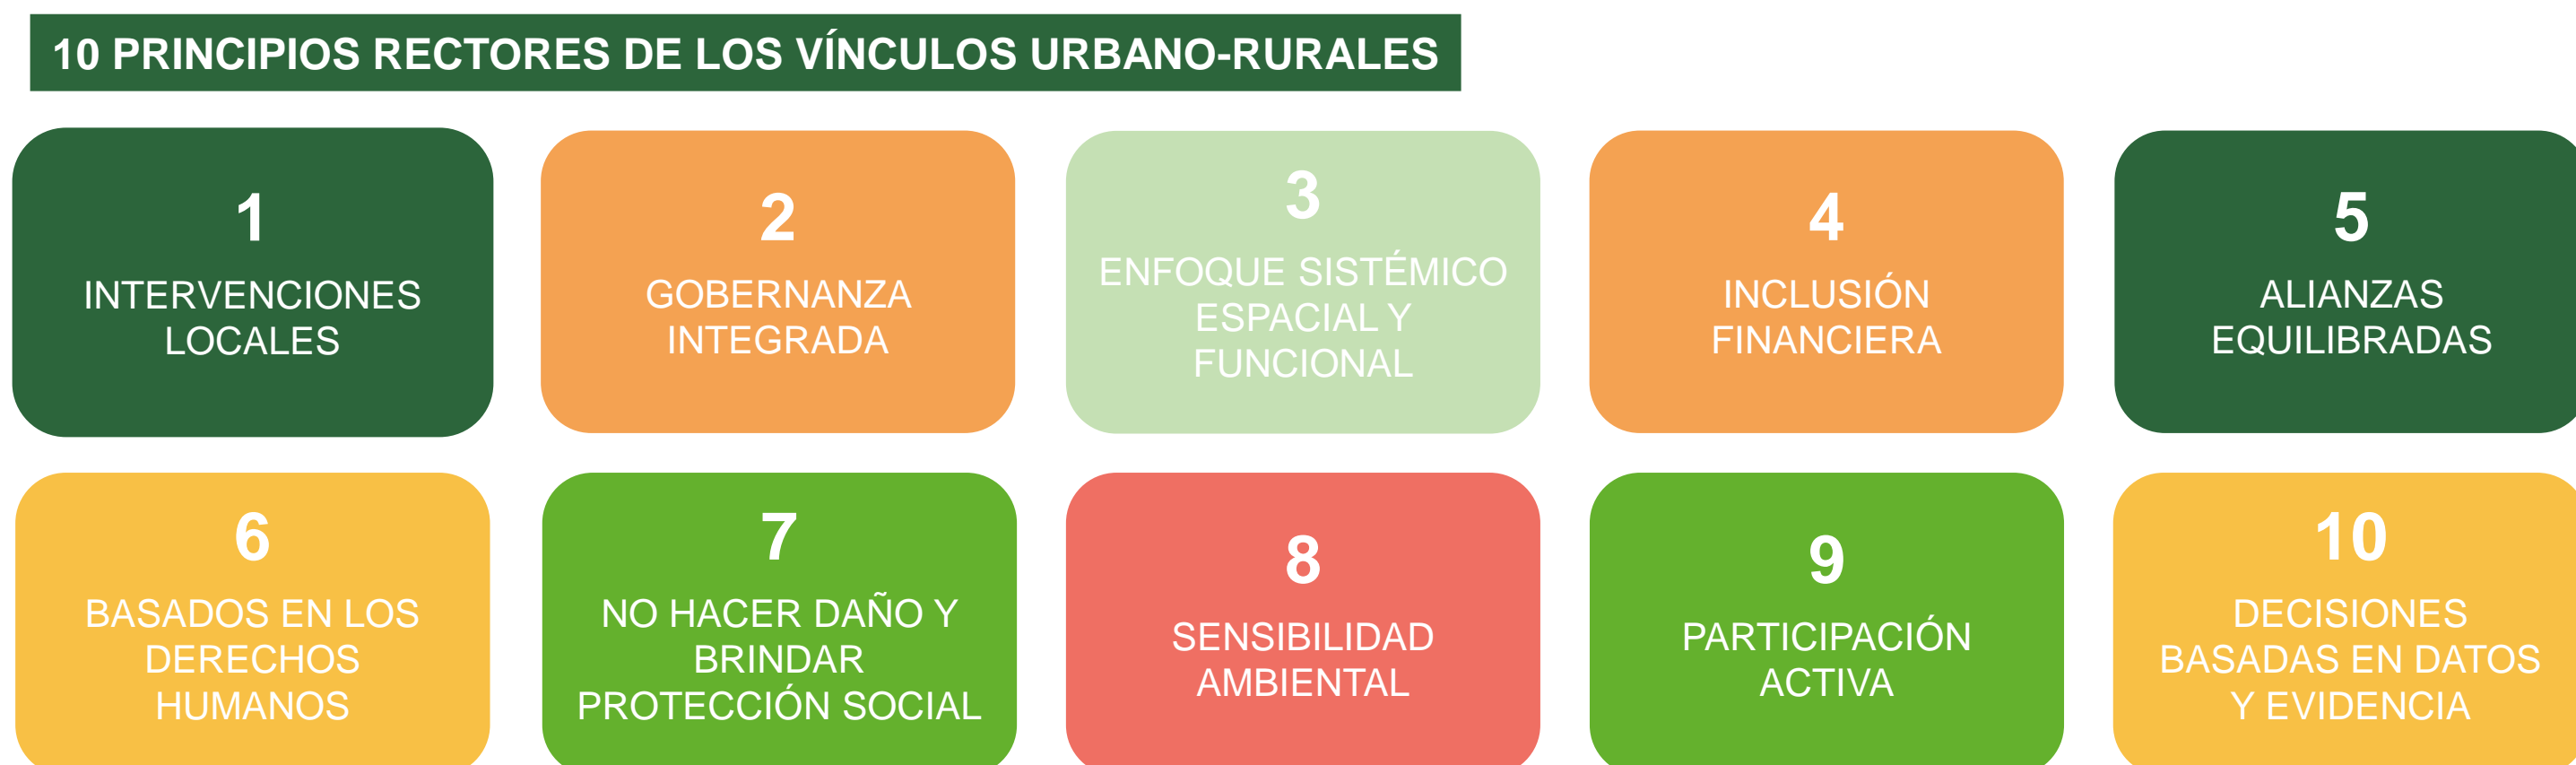 10 PRINCIPIOS RECTORES DE LOS VÍNCULOS URBANO-RURALES
1
INTERVENCIONES
LOCALES
2
GOBERNANZA
INTEGRADA
3
ENFOQUE SISTÉMICO
ESPACIAL Y
FUNCIONAL
4
INCLUSIÓN
FINANCIERA
5
ALIANZAS
EQUILIBRADAS
6
BASADOS EN LOS
DERECHOS
HUMANOS
7
NO HACER DAÑO Y
BRINDAR
PROTECCIÓN SOCIAL
8
SENSIBILIDAD
AMBIENTAL
9
PARTICIPACIÓN
ACTIVA
10
DECISIONES
BASADAS EN DATOS
Y EVIDENCIA